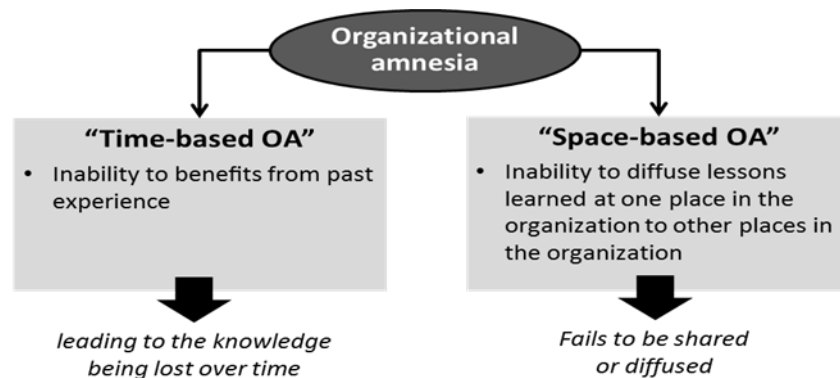 Organizational
amnesia
“Time-based OA”
• Inability to benefits from past
experience
leading to the knowledge
being lost over time
“Space-based OA”
• Inability to diffuse lessons
learned at one place in the
organization to other places in
the organization
Fails to be shared
or diffused